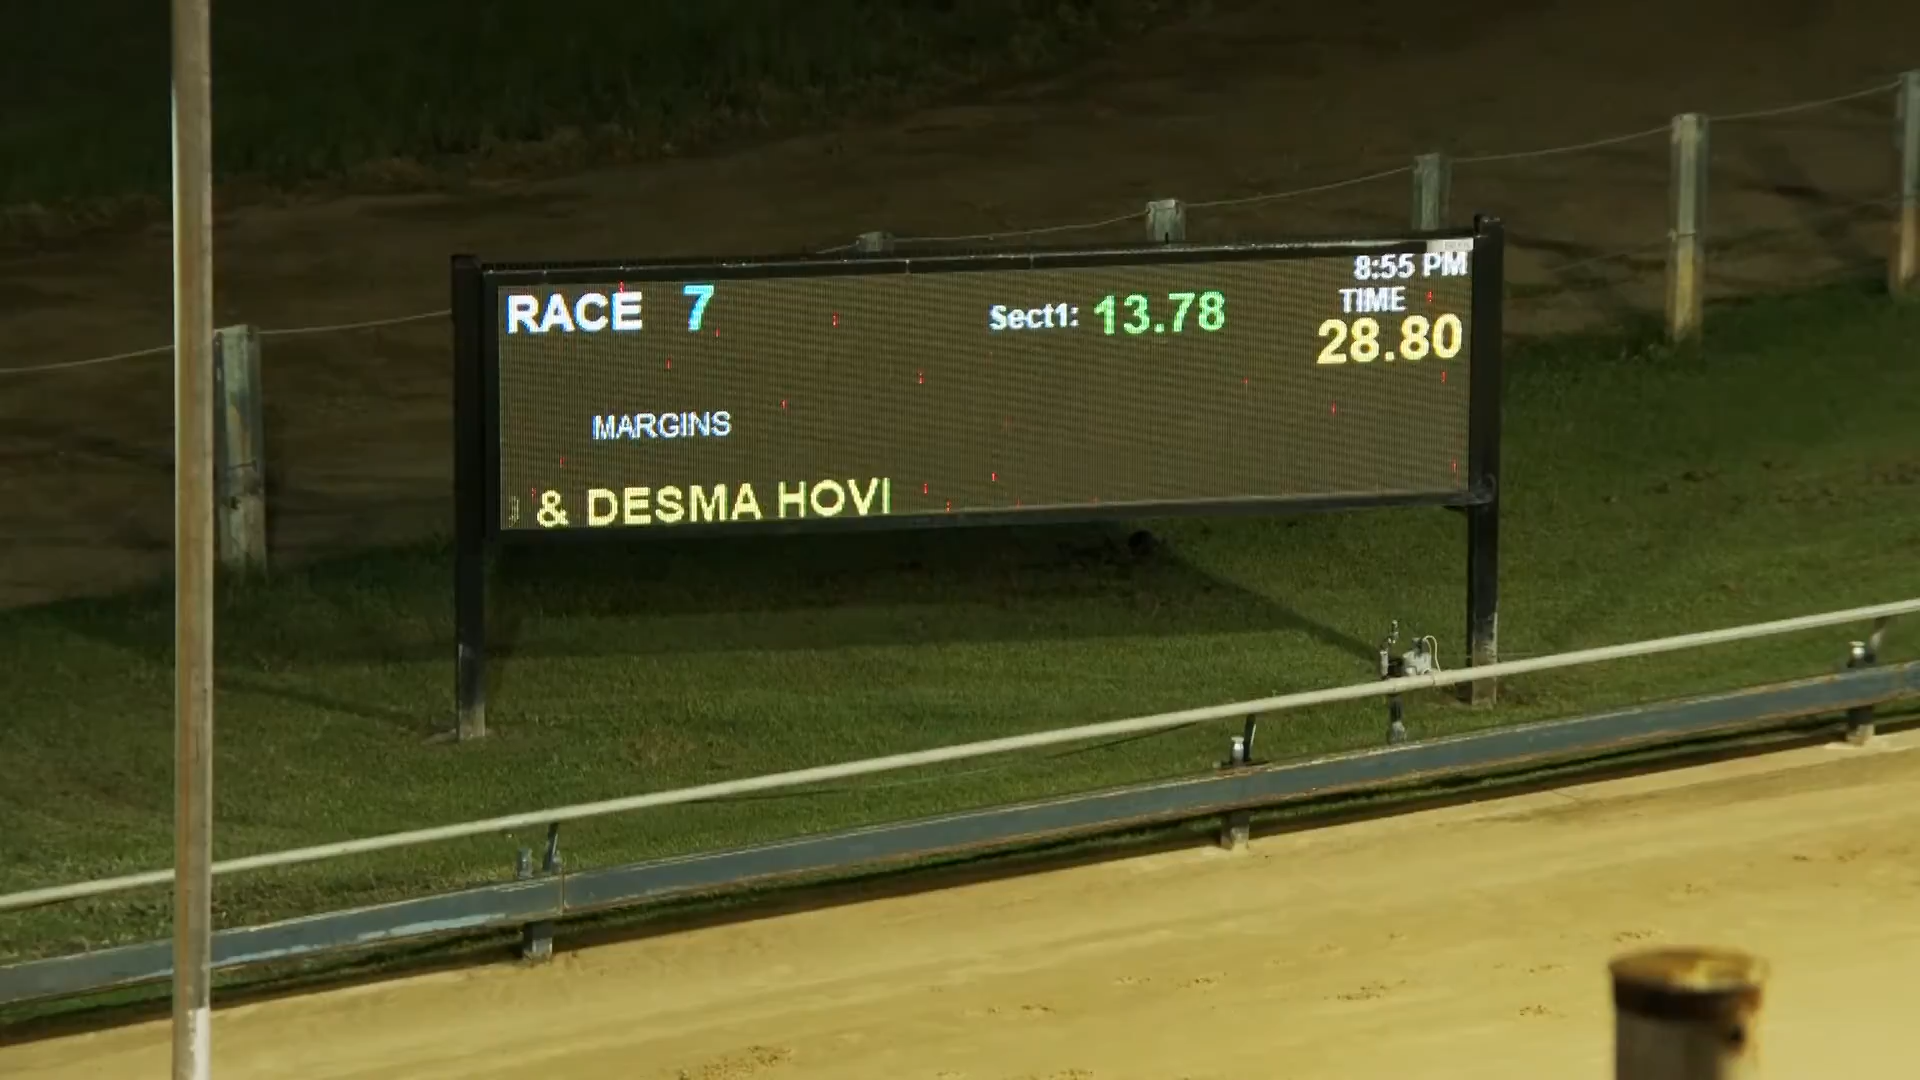 8:55 PM
RACE 7 Sect1: 13.78 TIME
28.80
MARGINS
& DESMA HOVI